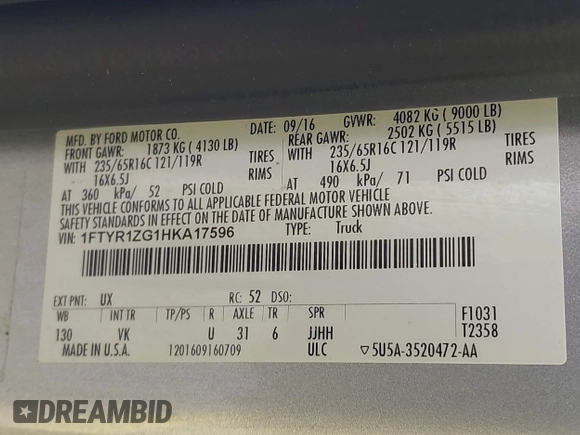 MFD. BY FORD MOTOR CO.
DATE: 09/16
GVWR: 4082 KG ( 9000 LB)
FRONT GAWR: 1873 KG ( 4130 LB)
REAR GAWR: 2502 KG ( 5515 LB)
WITH 235/65R16C 121/119R TIRES
WITH 235/65R16C 121/119R TIRES
16X6.5J RIMS
16X6.5J RIMS
AT 360 kPa/ 52 PSI COLD
AT 490 kPa/ 71 PSI COLD
THIS VEHICLE CONFORMS TO ALL APPLICABLE FEDERAL MOTOR VEHICLE
SAFETY STANDARDS IN EFFECT ON THE DATE OF MANUFACTURE SHOWN ABOVE.
VIN: 1FTYR1ZG1HKA17596
TYPE: Truck
EXT PNT: UX RC: 52 DSO:
WB INT TR TP/PS R AXLE TR SPR F1031
130 VK U 31 6 JJHH T2358
MADE IN U.S.A. 1201609160709 ULC ▽5U5A-3520472-AA
DREAMBID